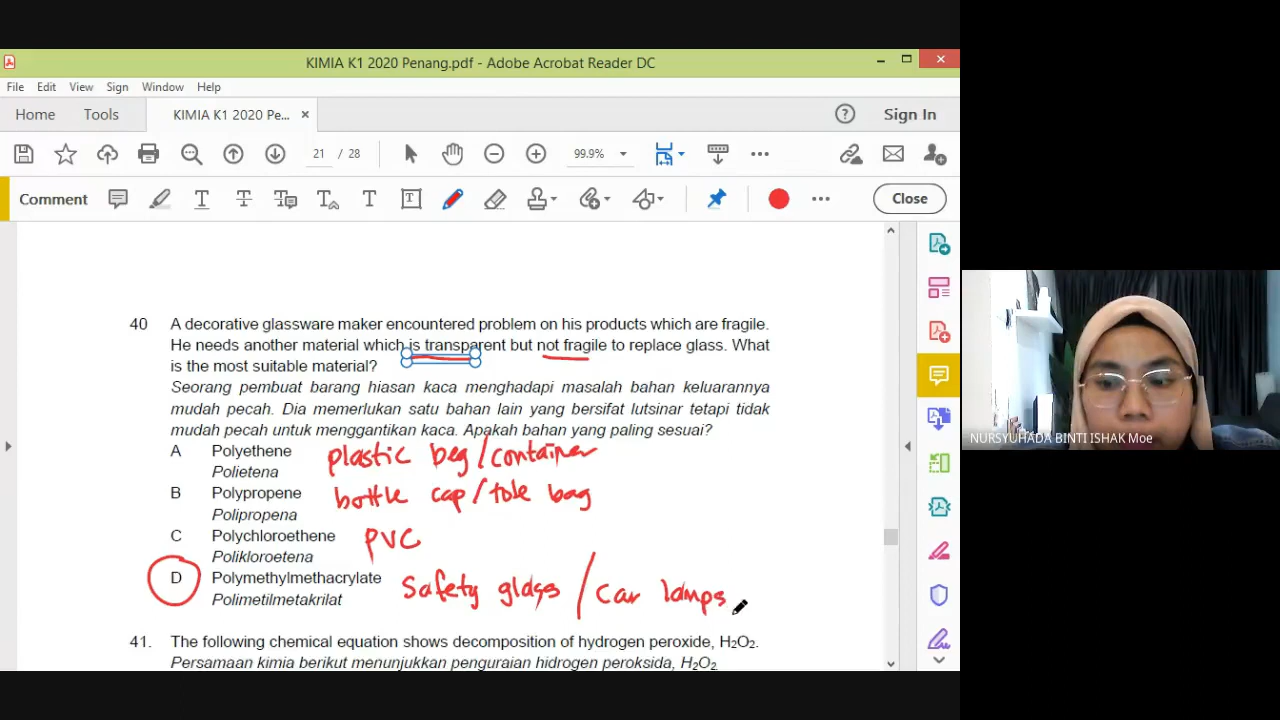 KIMIA K1 2020 Penang.pdf - Adobe Acrobat Reader DC
File Edit View Sign Window Help
Home Tools KIMIA K1 2020 Pe... × Sign In
21 / 28 99.9%
Comment Close
40 A decorative glassware maker encountered problem on his products which are fragile.
He needs another material which is transparent but not fragile to replace glass. What
is the most suitable material?
Seorang pembuat barang hiasan kaca menghadapi masalah bahan keluarannya
mudah pecah. Dia memerlukan satu bahan lain yang bersifat lutsinar tetapi tidak
mudah pecah untuk menggantikan kaca. Apakah bahan yang paling sesuai?
A Polyethene plastic beg/container
Polietena
B Polypropene bottle cap/tote bag
Polipropena
C Polychloroethene PVC
Polikloroetena
D Polymethylmethacrylate Safety glass / car lamps
Polimetilmetakrilat
41. The following chemical equation shows decomposition of hydrogen peroxide, H2O2.
Persamaan kimia berikut menunjukkan penguraian hidrogen peroksida, H2O2
NURSYUHADA BINTI ISHAK Moe